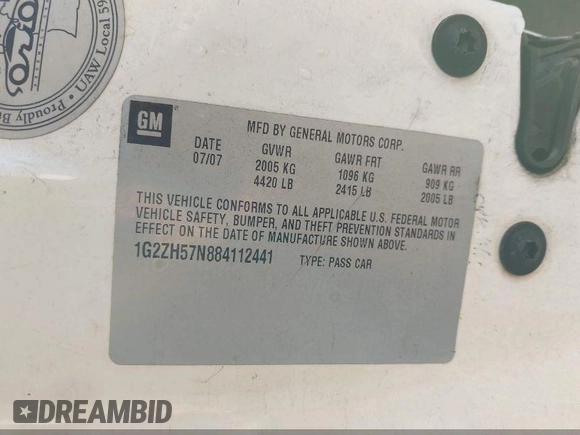 Proudly B
UAW Local 59
GM
MFD BY GENERAL MOTORS CORP.
DATE GVWR GAWR FRT GAWR RR
07/07 2005 KG 1096 KG 909 KG
4420 LB 2415 LB 2005 LB
THIS VEHICLE CONFORMS TO ALL APPLICABLE U.S. FEDERAL MOTOR
VEHICLE SAFETY, BUMPER, AND THEFT PREVENTION STANDARDS IN
EFFECT ON THE DATE OF MANUFACTURE SHOWN ABOVE.
1G2ZH57N884112441 TYPE: PASS CAR
DREAMBID